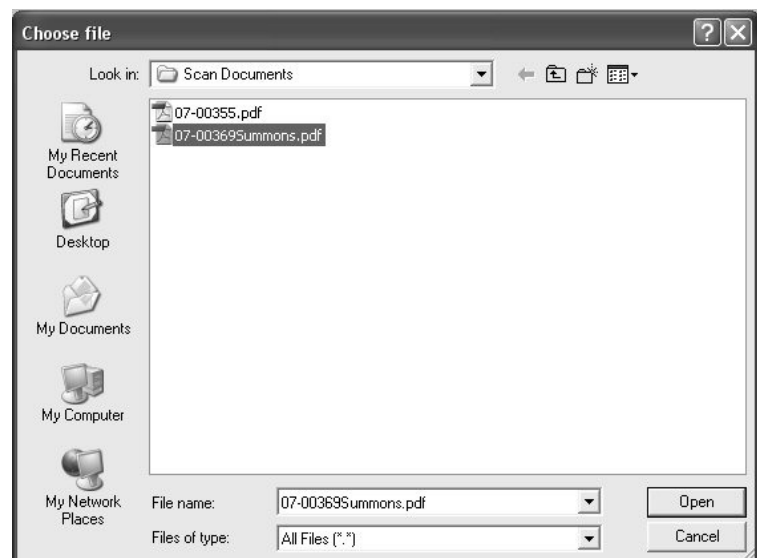 Choose file
Look in: Scan Documents
07-00355.pdf
07-00369Summons.pdf
My Recent
Documents
Desktop
My Documents
My Computer
My Network
Places
File name: 07-00369Summons.pdf Open
Files of type: All Files (*.*) Cancel